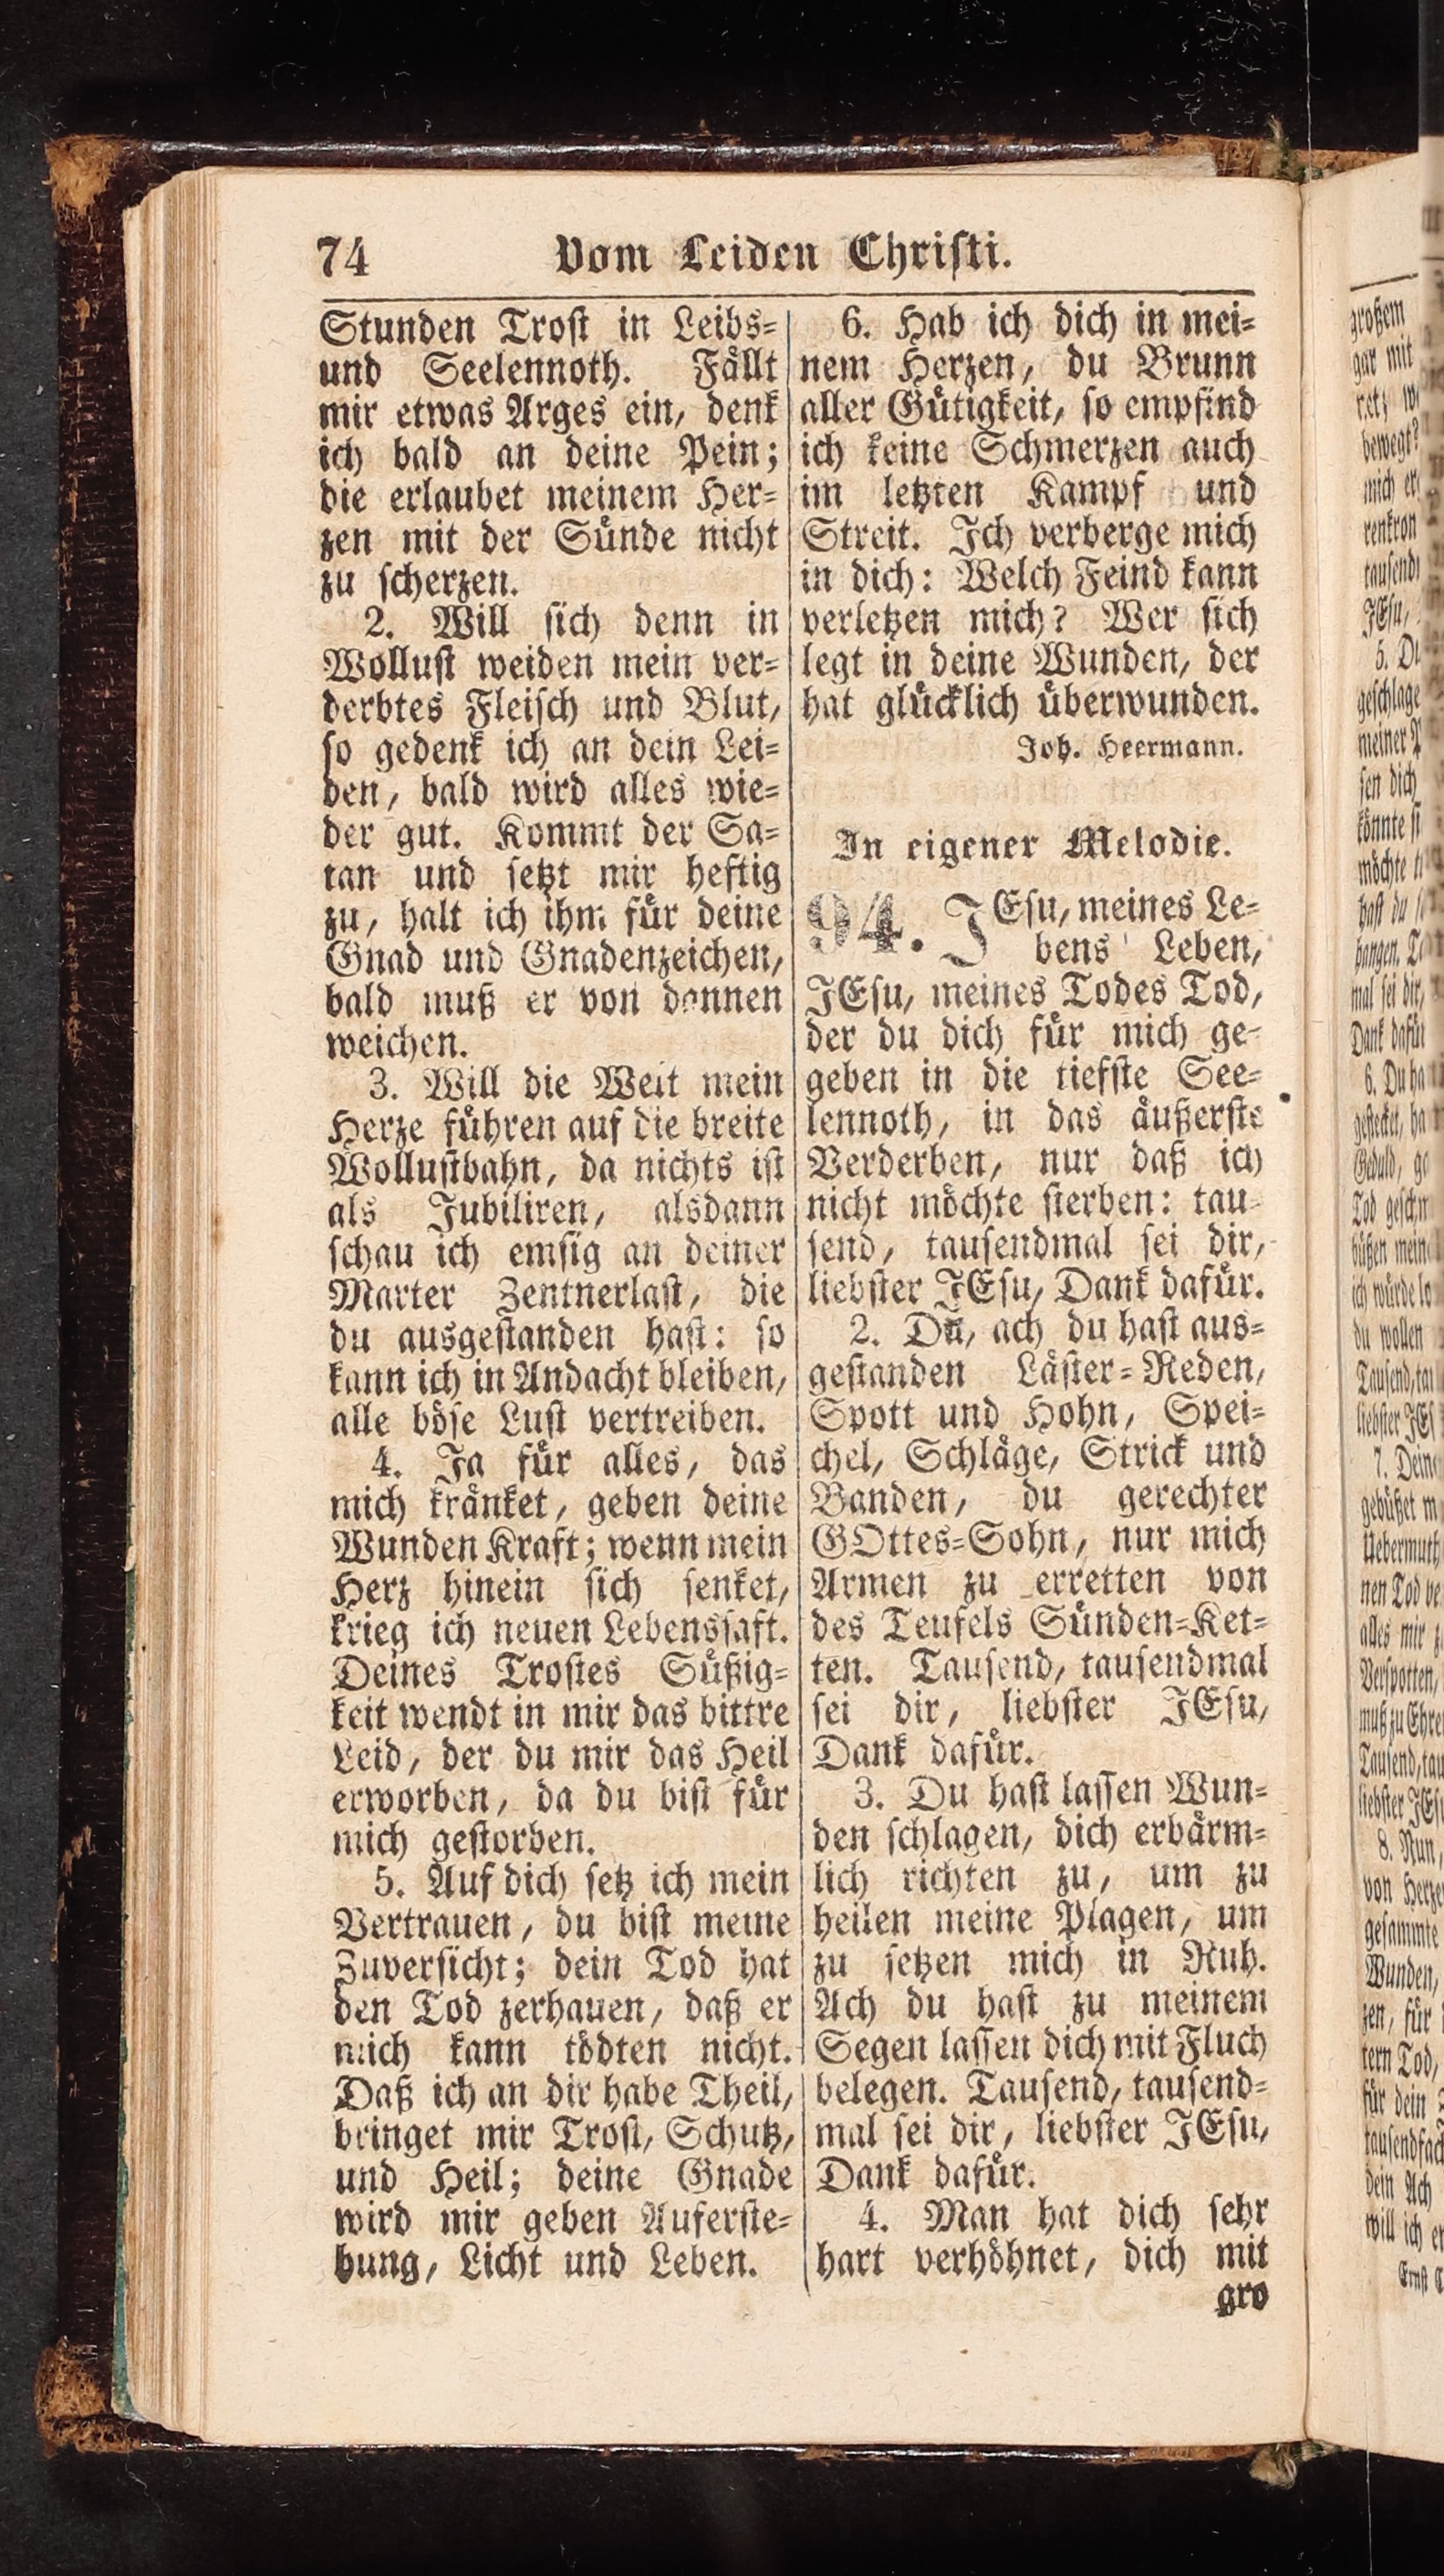 74 Vom Leiden Christi.
Stunden Trost in Leibs-
und Seelennoth. Fällt
mir etwas Arges ein, denk
ich bald an deine Pein;
die erlaubet meinem Her-
zen mit der Sünde nicht
zu scherzen.
2. Will sich denn in
Wollust weiden mein ver-
derbtes Fleisch und Blut,
so gedenk ich an dein Lei-
den, bald wird alles wie-
der gut. Kommt der Sa-
tan und setzt mir heftig
zu, halt ich ihm für deine
Gnad und Gnadenzeichen,
bald muß er von dannen
weichen.
3. Will die Welt mein
Herze führen auf die breite
Wollustbahn, da nichts ist
als Jubiliren, alsdann
schau ich emsig an deiner
Marter Zentnerlast, die
du ausgestanden hast: so
kann ich in Andacht bleiben,
alle böse Lust vertreiben.
4. Ja für alles, das
mich kränket, geben deine
Wunden Kraft; wenn mein
Herz hinein sich senket,
krieg ich neuen Lebenssaft.
Deines Trostes Süßig-
keit wendt in mir das bittre
Leid, der du mir das Heil
erworben, da du bist für
mich gestorben.
5. Auf dich setz ich mein
Vertrauen, du bist meine
Zuversicht; dein Tod hat
den Tod zerhauen, daß er
mich kann tödten nicht.
Daß ich an dir habe Theil,
bringet mir Trost, Schutz,
und Heil; deine Gnade
wird mir geben Auferste-
hung, Licht und Leben.
6. Hab ich dich in mei-
nem Herzen, du Brunn
aller Gütigkeit, so empfind
ich keine Schmerzen auch
im letzten Kampf und
Streit. Ich verberge mich
in dich: Welch Feind kann
verletzen mich? Wer sich
legt in deine Wunden, der
hat glücklich überwunden.
Joh. Heermann.
In eigener Melodie.
94. JEsu, meines Le-
bens Leben,
JEsu, meines Todes Tod,
der du dich für mich ge-
geben in die tiefste See-
lennoth, in das äußerste
Verderben, nur daß ich
nicht möchte sterben: tau-
send, tausendmal sei dir,
liebster JEsu, Dank dafür.
2. Du, ach du hast aus-
gestanden Läster-Reden,
Spott und Hohn, Spei-
chel, Schläge, Strick und
Banden, du gerechter
GOttes-Sohn, nur mich
Armen zu erretten von
des Teufels Sünden-Ket-
ten. Tausend, tausendmal
sei dir, liebster JEsu,
Dank dafür.
3. Du hast lassen Wun-
den schlagen, dich erbärm-
lich richten zu, um zu
heilen meine Plagen, um
zu setzen mich in Ruh.
Ach du hast zu meinem
Segen lassen dich mit Fluch
belegen. Tausend, tausend-
mal sei dir, liebster JEsu,
Dank dafür.
4. Man hat dich sehr
hart verhöhnet, dich mit
gro